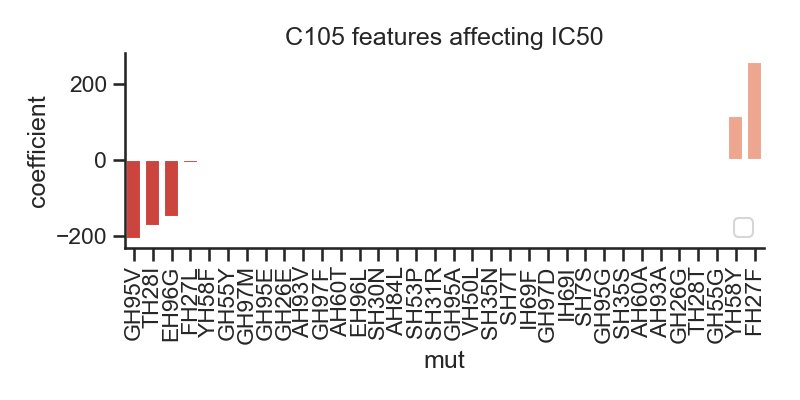 C105 features affecting IC50
coefficient
200
0
−200
GH95V
TH28I
EH96G
FH27L
YH58F
GH55Y
GH97M
GH95E
GH26E
AH93V
GH97F
AH60T
EH96L
SH30N
AH84L
SH53P
SH31R
GH95A
VH50L
SH35N
SH7T
IH69F
GH97D
IH69I
SH7S
GH95G
SH35S
AH60A
AH93A
GH26G
TH28T
GH55G
YH58Y
FH27F
mut